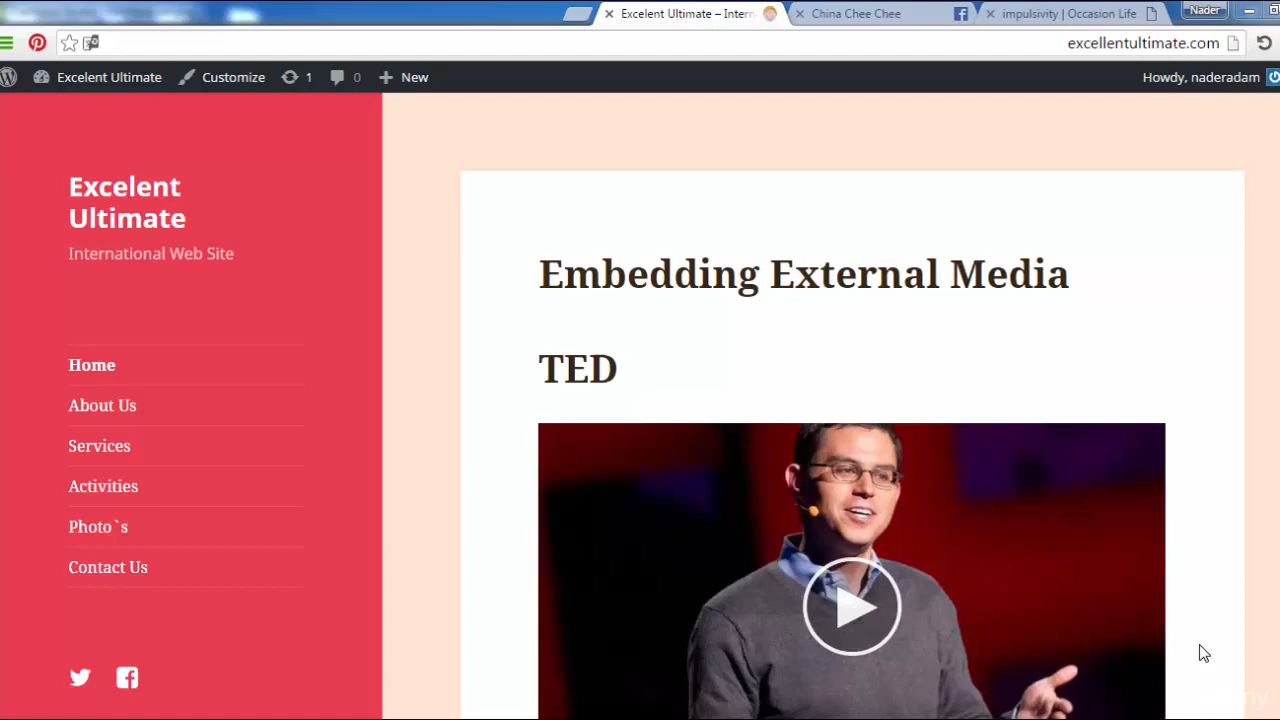 Excelent Ultimate – Intern
China Chee Chee
impulsivity | Occasion Life
Nader
excellentultimate.com
Excelent Ultimate
Customize
1
0
New
Howdy, naderadam
Excelent
Ultimate
International Web Site
Home
About Us
Services
Activities
Photo`s
Contact Us
Embedding External Media
TED